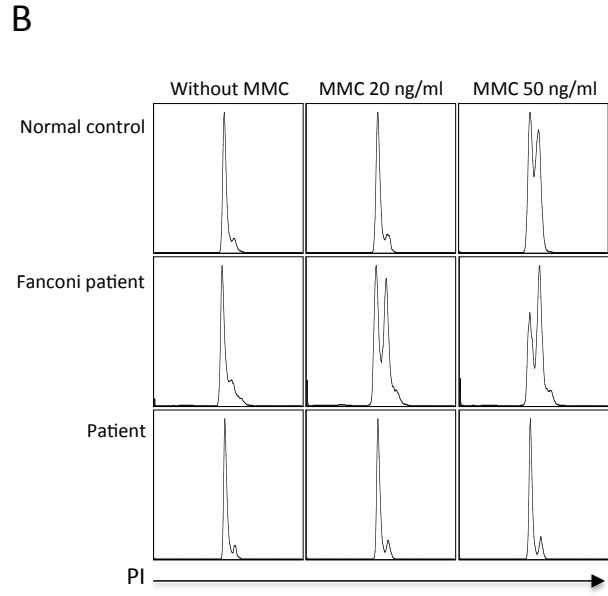 B
Without MMC MMC 20 ng/ml MMC 50 ng/ml
Normal control
Fanconi patient
Patient
PI